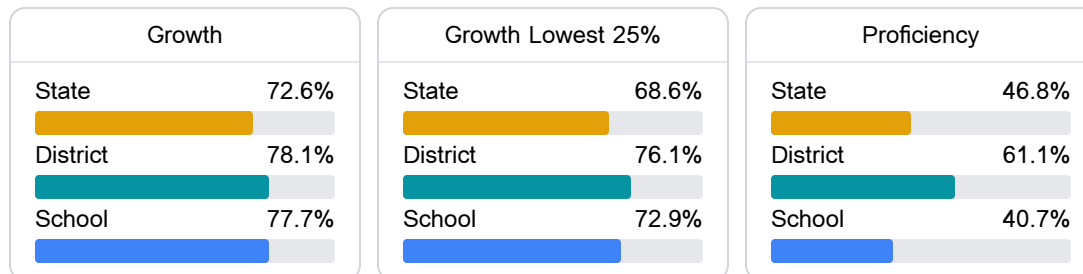 Growth
State 72.6%
District 78.1%
School 77.7%
Growth Lowest 25%
State 68.6%
District 76.1%
School 72.9%
Proficiency
State 46.8%
District 61.1%
School 40.7%